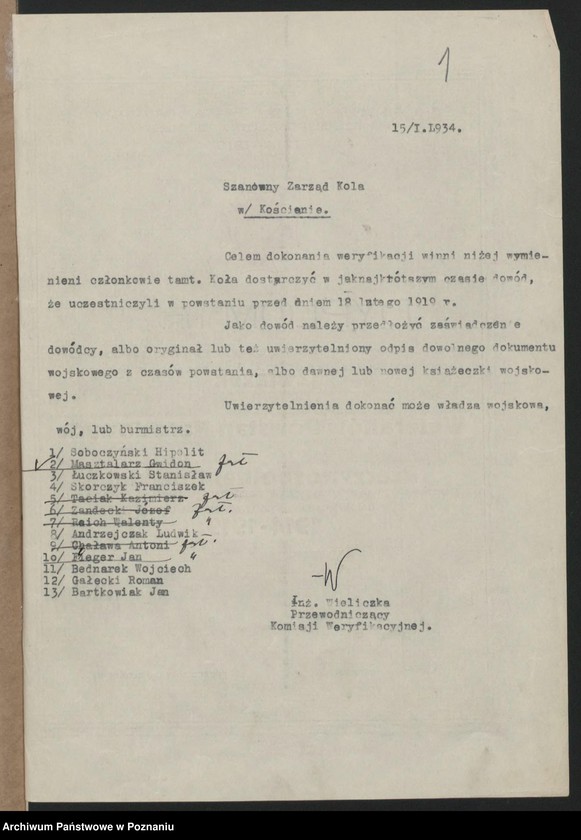 1
15/I.1934.
Szanówny Zarząd Kola
w/ Kościanie.
Celem dokonania weryfikacji winni niżej wymie-
nieni członkowie tamt. Koła dostarczyć w jaknajkrótszym czasie dowód,
że uczestniczyli w powstaniu przed dniem 18 lutego 1919 r.
Jako dowód należy przedłożyć zaświadczenie
dowódcy, albo oryginał lub też uwierzytelniony odpis dowolnego dokumentu
wojskowego z czasów powstania, albo dawnej lub nowej książeczki wojsko-
wej.
Uwierzytelnienia dokonać może władza wojskowa,
wój, lub burmistrz.
1/ Soboczyński Hipolit
2/ Masztalarz Gwidon
3/ Łuczkowski Stanisław
4/ Skorczyk Franciszek
5/ Taciak Kazimierz
6/ Zandecki Józef
7/ Raich Walenty "
8/ Andrzejczak Ludwik
9/ Chaława Antoni
10/ Fleger Jan "
11/ Bednarek Wojciech
12/ Gałecki Roman
13/ Bartkowiak Jan
W
Inż. Wieliczka
Przewodniczący
Komisji Weryfikacyjnej.
Archiwum Państwowe w Poznaniu